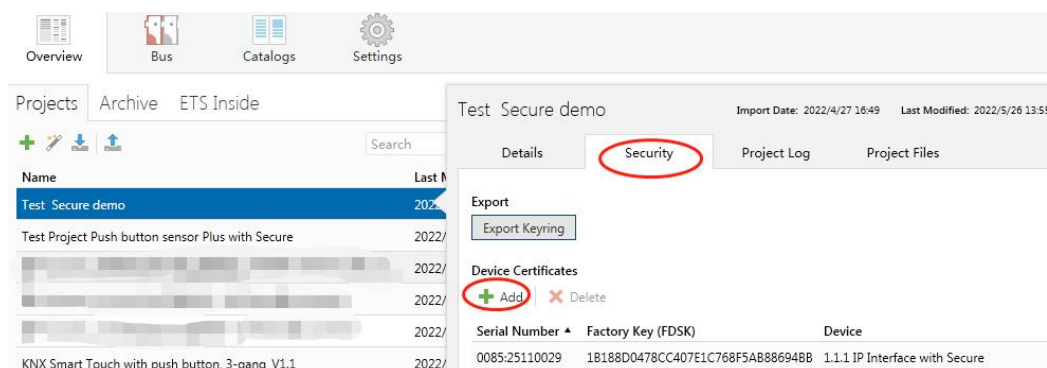 Overview Bus Catalogs Settings
Projects Archive ETS Inside
Search
Name Last
Test Secure demo 202
Test Project Push button sensor Plus with Secure 2022/
2022/
2022/
2022/
KNX Smart Touch with push button, 3-gang V1.1 2022/
Test Secure demo Import Date: 2022/4/27 16:49 Last Modified: 2022/5/26 13:55
Details Security Project Log Project Files
Export
Export Keyring
Device Certificates
Add Delete
Serial Number Factory Key (FDSK) Device
0085:25110029 1B188D0478CC407E1C768F5AB88694BB 1.1.1 IP Interface with Secure